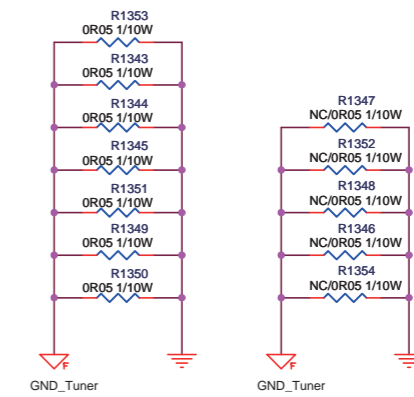 R1353
0R05 1/10W
R1343
0R05 1/10W
R1344
0R05 1/10W
R1345
0R05 1/10W
R1351
0R05 1/10W
R1349
0R05 1/10W
R1350
0R05 1/10W
F
GND_Tuner
R1347
NC/0R05 1/10W
R1352
NC/0R05 1/10W
R1348
NC/0R05 1/10W
R1346
NC/0R05 1/10W
R1354
NC/0R05 1/10W
F
GND_Tuner